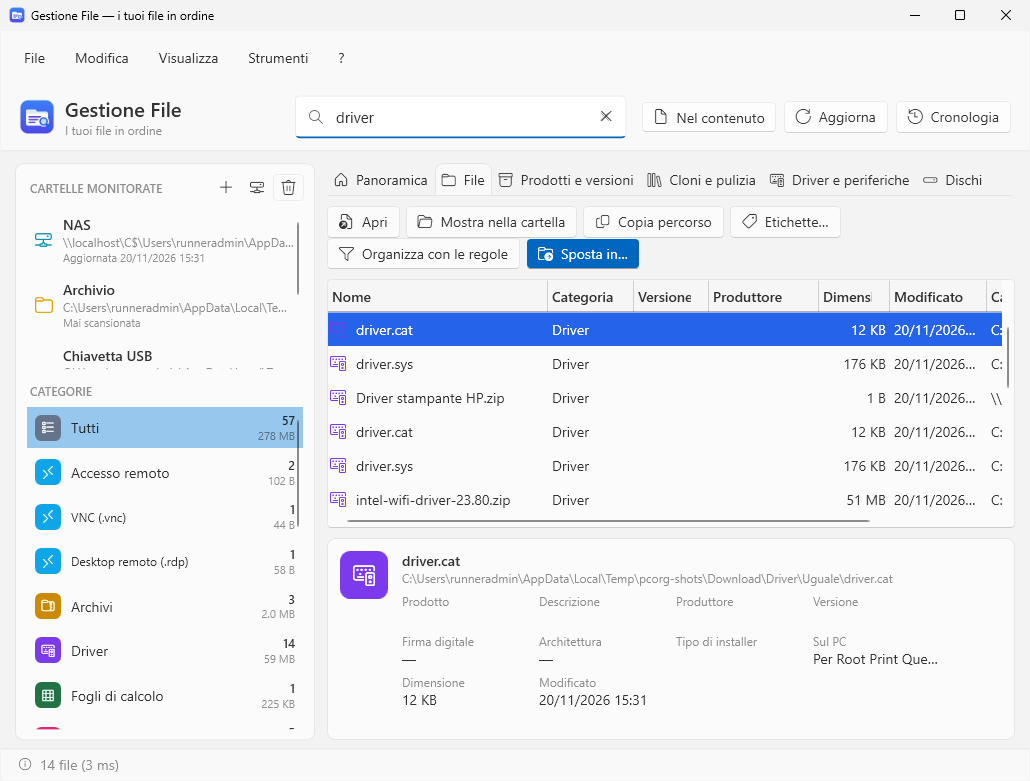 Gestione File — i tuoi file in ordine
File Modifica Visualizza Strumenti ?
Gestione File
I tuoi file in ordine
driver
Nel contenuto Aggiorna Cronologia
CARTELLE MONITORATE
NAS
\\localhost\C$\Users\runneradmin\AppDa...
Aggiornata 20/11/2026 15:31
Archivio
C:\Users\runneradmin\AppData\Local\Te...
Mai scansionata
Chiavetta USB
CATEGORIE
Tutti 57
278 MB
Accesso remoto 2
102 B
VNC (.vnc) 1
44 B
Desktop remoto (.rdp) 1
58 B
Archivi 3
2.0 MB
Driver 14
59 MB
Fogli di calcolo 1
225 KB
Panoramica File Prodotti e versioni Cloni e pulizia Driver e periferiche Dischi
Apri Mostra nella cartella Copia percorso Etichette...
Organizza con le regole Sposta in...
Nome Categoria Versione Produttore Dimensi Modificato
driver.cat Driver 12 KB 20/11/2026... C:
driver.sys Driver 176 KB 20/11/2026... C:
Driver stampante HP.zip Driver 1 B 20/11/2026... \\
driver.cat Driver 12 KB 20/11/2026... C:
driver.sys Driver 176 KB 20/11/2026... C:
intel-wifi-driver-23.80.zip Driver 51 MB 20/11/2026... C:
driver.cat
C:\Users\runneradmin\AppData\Local\Temp\pcorg-shots\Download\Driver\Uguale\driver.cat
Prodotto Descrizione Produttore Versione
Firma digitale Architettura Tipo di installer Sul PC
— — Per Root Print Que...
Dimensione Modificato
12 KB 20/11/2026 15:31
14 file (3 ms)